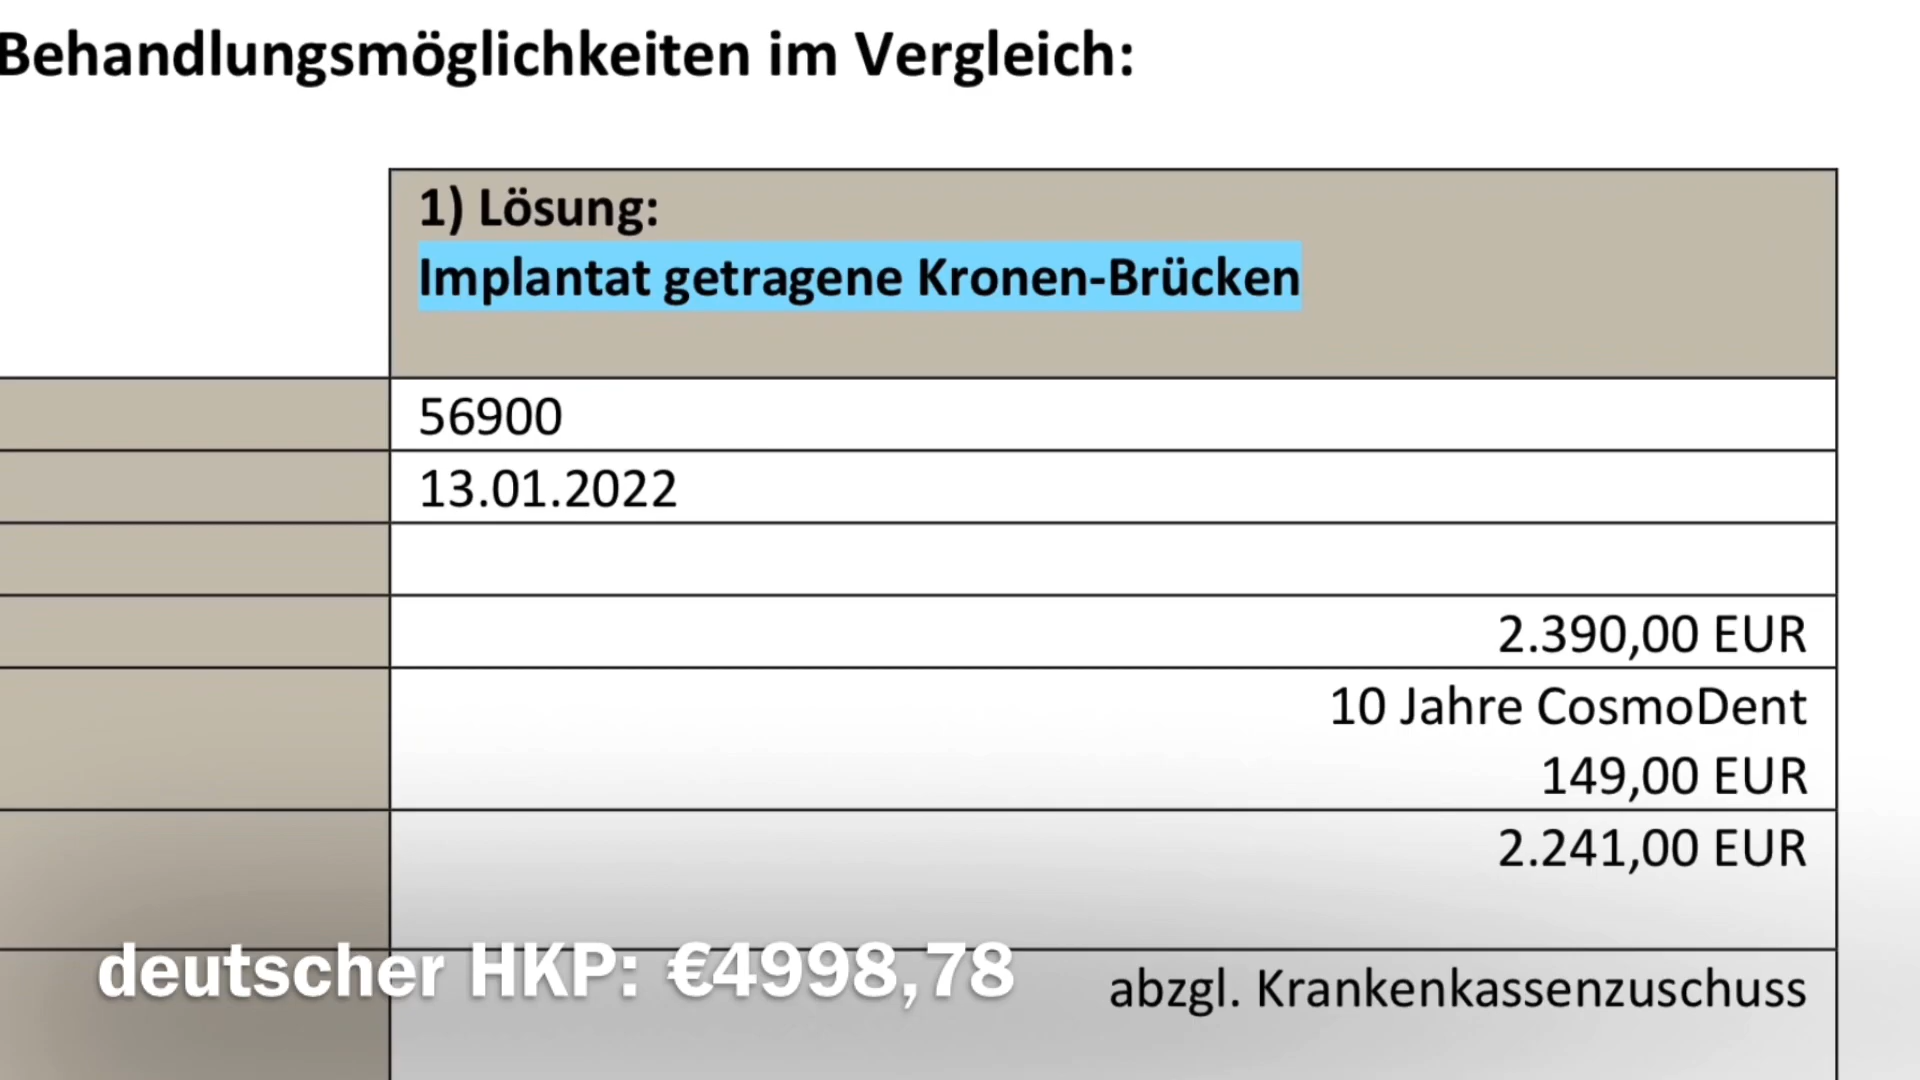 Behandlungsmöglichkeiten im Vergleich:
1) Lösung:
Implantat getragene Kronen-Brücken
56900
13.01.2022
2.390,00 EUR
10 Jahre CosmoDent
149,00 EUR
2.241,00 EUR
deutscher HKP: €4998,78
abzgl. Krankenkassenzuschuss